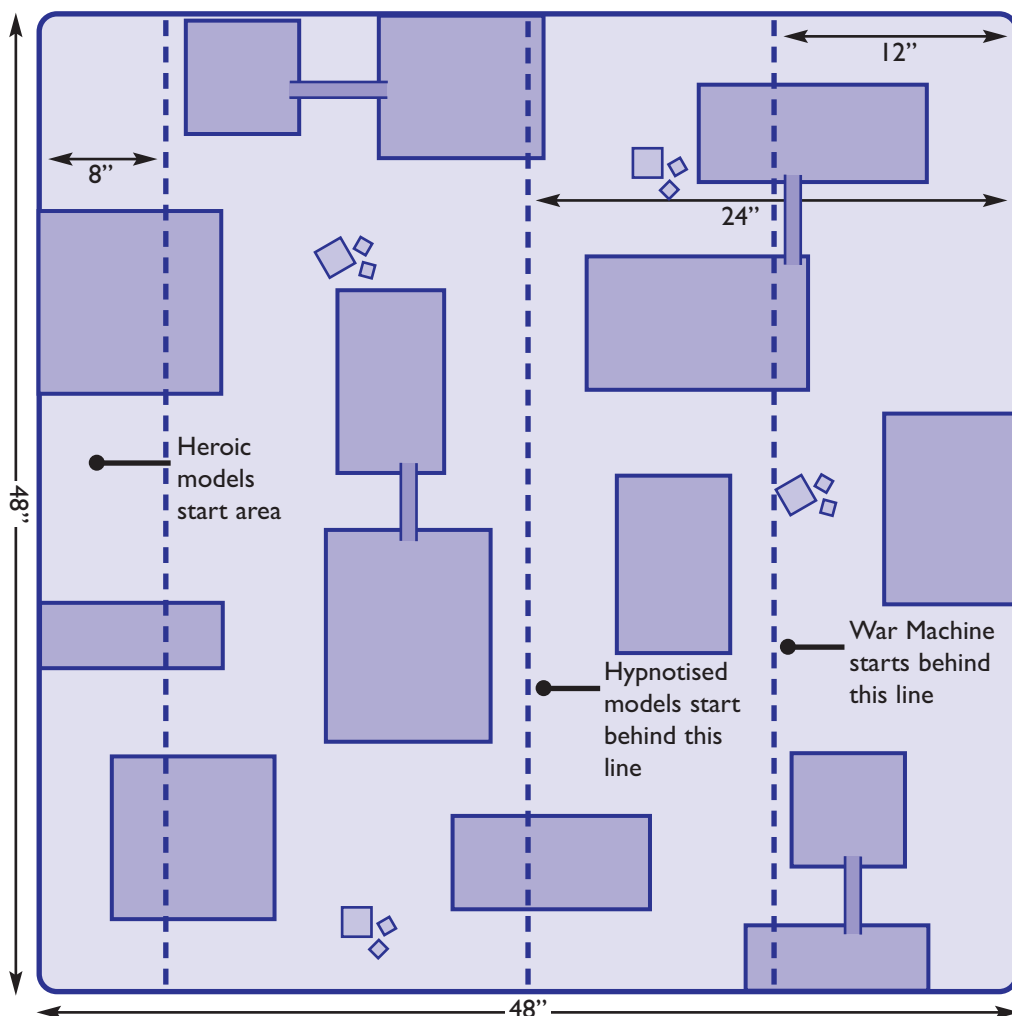 12”
8”
24”
Heroic
models
start area
48”
War Machine
starts behind
this line
Hypnotised
models start
behind this
line
48”